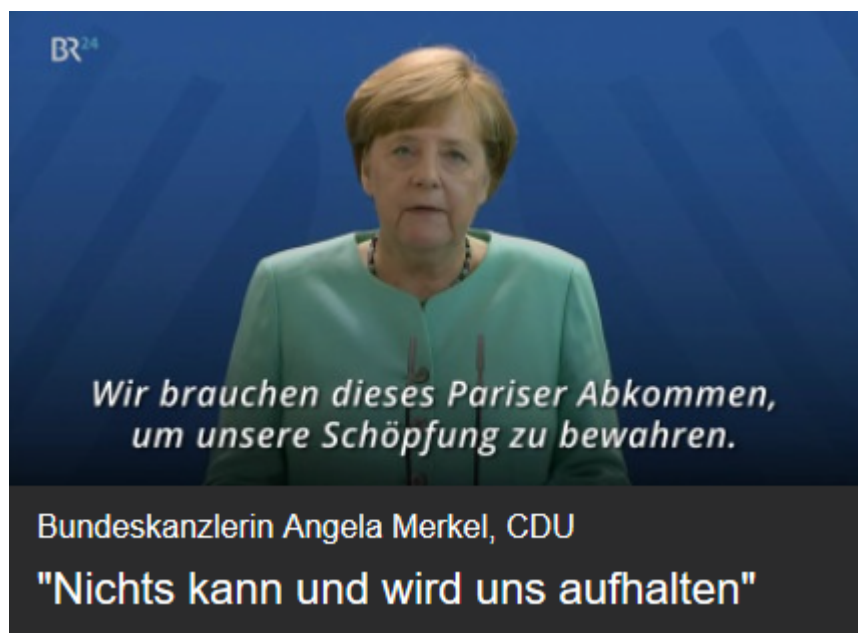 BR24
Wir brauchen dieses Pariser Abkommen,
um unsere Schöpfung zu bewahren.
Bundeskanzlerin Angela Merkel, CDU
"Nichts kann und wird uns aufhalten"